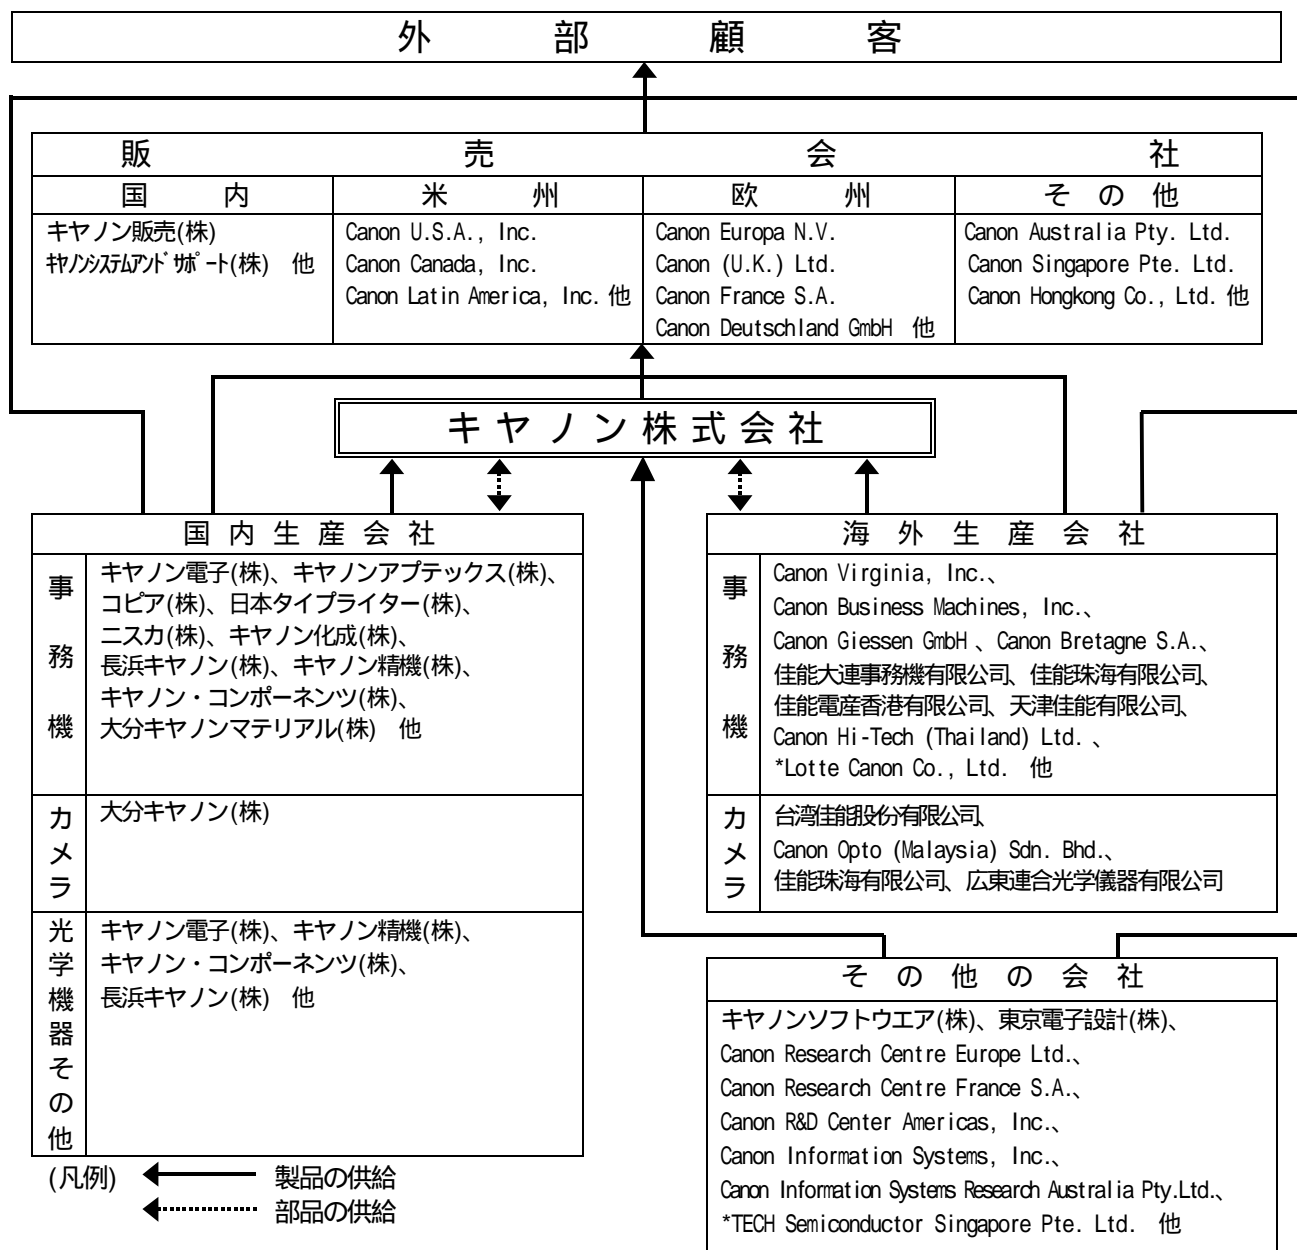 外部顧客
販売会社
国内 米州 欧州 その他
キヤノン販売(株)
キヤノンシステムアンドサポート(株) 他
Canon U.S.A., Inc.
Canon Canada, Inc.
Canon Latin America, Inc. 他
Canon Europa N.V.
Canon (U.K.) Ltd.
Canon France S.A.
Canon Deutschland GmbH 他
Canon Australia Pty. Ltd.
Canon Singapore Pte. Ltd.
Canon Hongkong Co., Ltd. 他
キヤノン株式会社
国内生産会社
事務機
キヤノン電子(株)、キヤノンアプテックス(株)、
コピア(株)、日本タイプライター(株)、
ニスカ(株)、キヤノン化成(株)、
長浜キヤノン(株)、キヤノン精機(株)、
キヤノン・コンポーネンツ(株)、
大分キヤノンマテリアル(株) 他
カメラ
大分キヤノン(株)
光学機器その他
キヤノン電子(株)、キヤノン精機(株)、
キヤノン・コンポーネンツ(株)、
長浜キヤノン(株) 他
海外生産会社
事務機
Canon Virginia, Inc.、
Canon Business Machines, Inc.、
Canon Giessen GmbH、Canon Bretagne S.A.、
佳能大連事務機有限公司、佳能珠海有限公司、
佳能電産香港有限公司、天津佳能有限公司、
Canon Hi-Tech (Thailand) Ltd.、
*Lotte Canon Co., Ltd. 他
カメラ
台湾佳能股份有限公司、
Canon Opto (Malaysia) Sdn. Bhd.、
佳能珠海有限公司、広東連合光学儀器有限公司
その他の会社
キヤノンソフトウエア(株)、東京電子設計(株)、
Canon Research Centre Europe Ltd.、
Canon Research Centre France S.A.、
Canon R&D Center Americas, Inc.、
Canon Information Systems, Inc.、
Canon Information Systems Research Australia Pty.Ltd.、
*TECH Semiconductor Singapore Pte. Ltd. 他
(凡例) 製品の供給
部品の供給